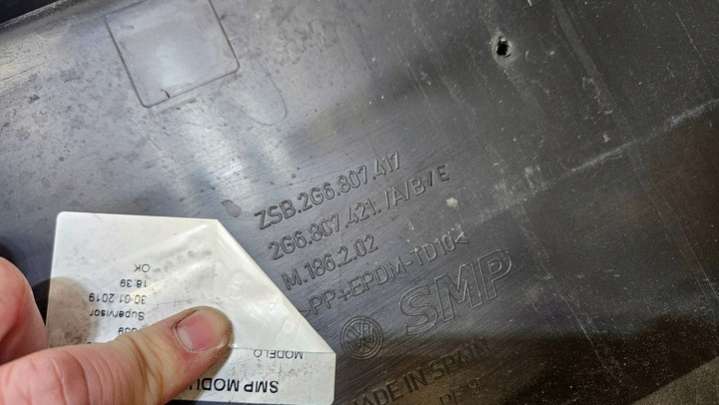 ZSB.2G6.807.417
2G6.807.421. /A/B/E
M.186.2.02
>PP+EPDM-TD10<
SMP
MADE IN SPAIN
SMP MODU
MODELO
Supervisor
30-01-2019
18:39
OK